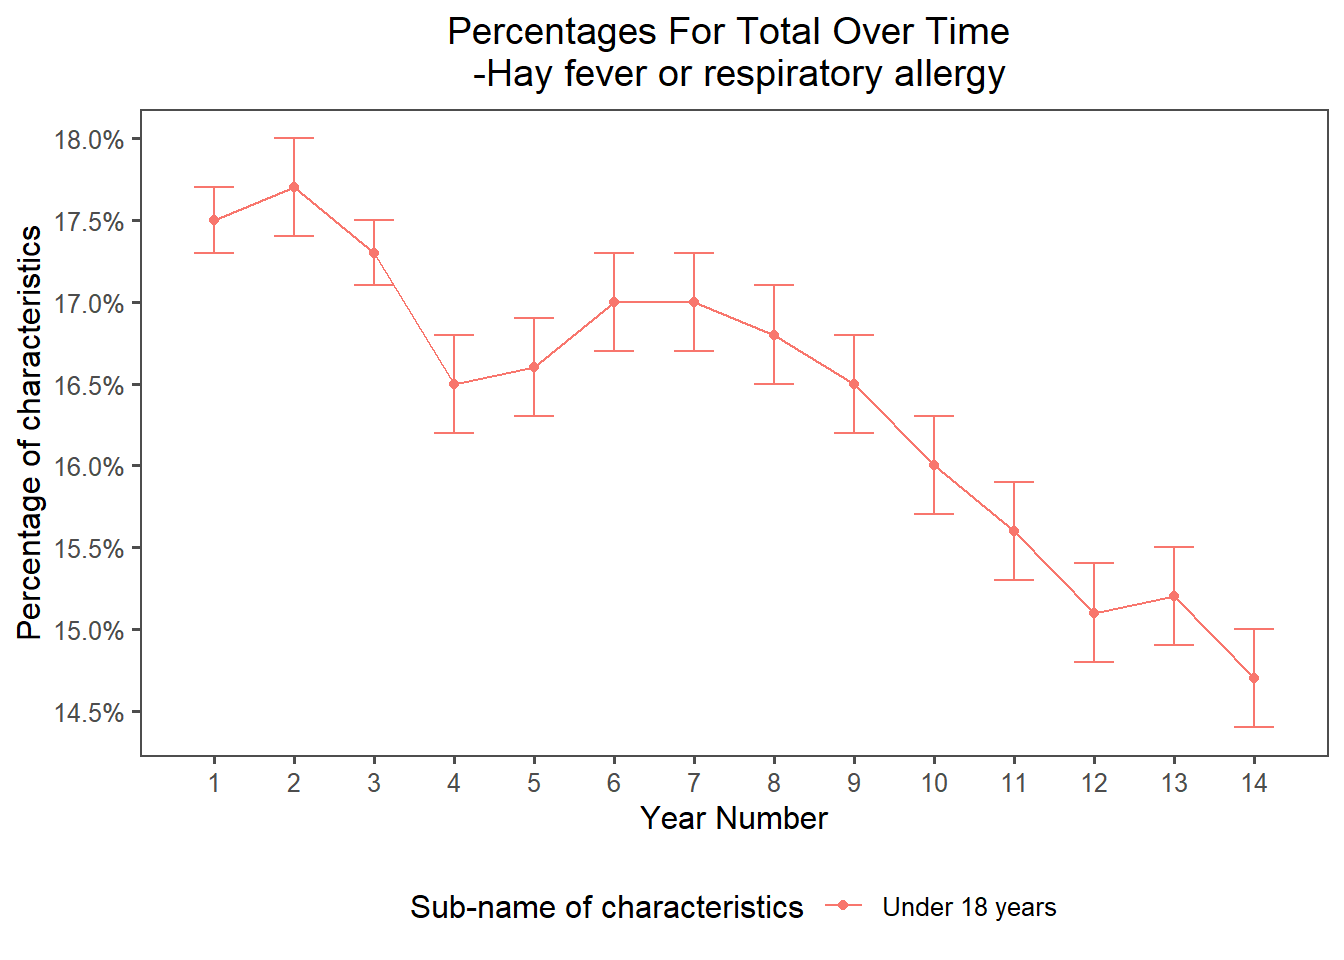 Percentages For Total Over Time
-Hay fever or respiratory allergy
Percentage of characteristics
18.0%
17.5%
17.0%
16.5%
16.0%
15.5%
15.0%
14.5%
1 2 3 4 5 6 7 8 9 10 11 12 13 14
Year Number
Sub-name of characteristics Under 18 years